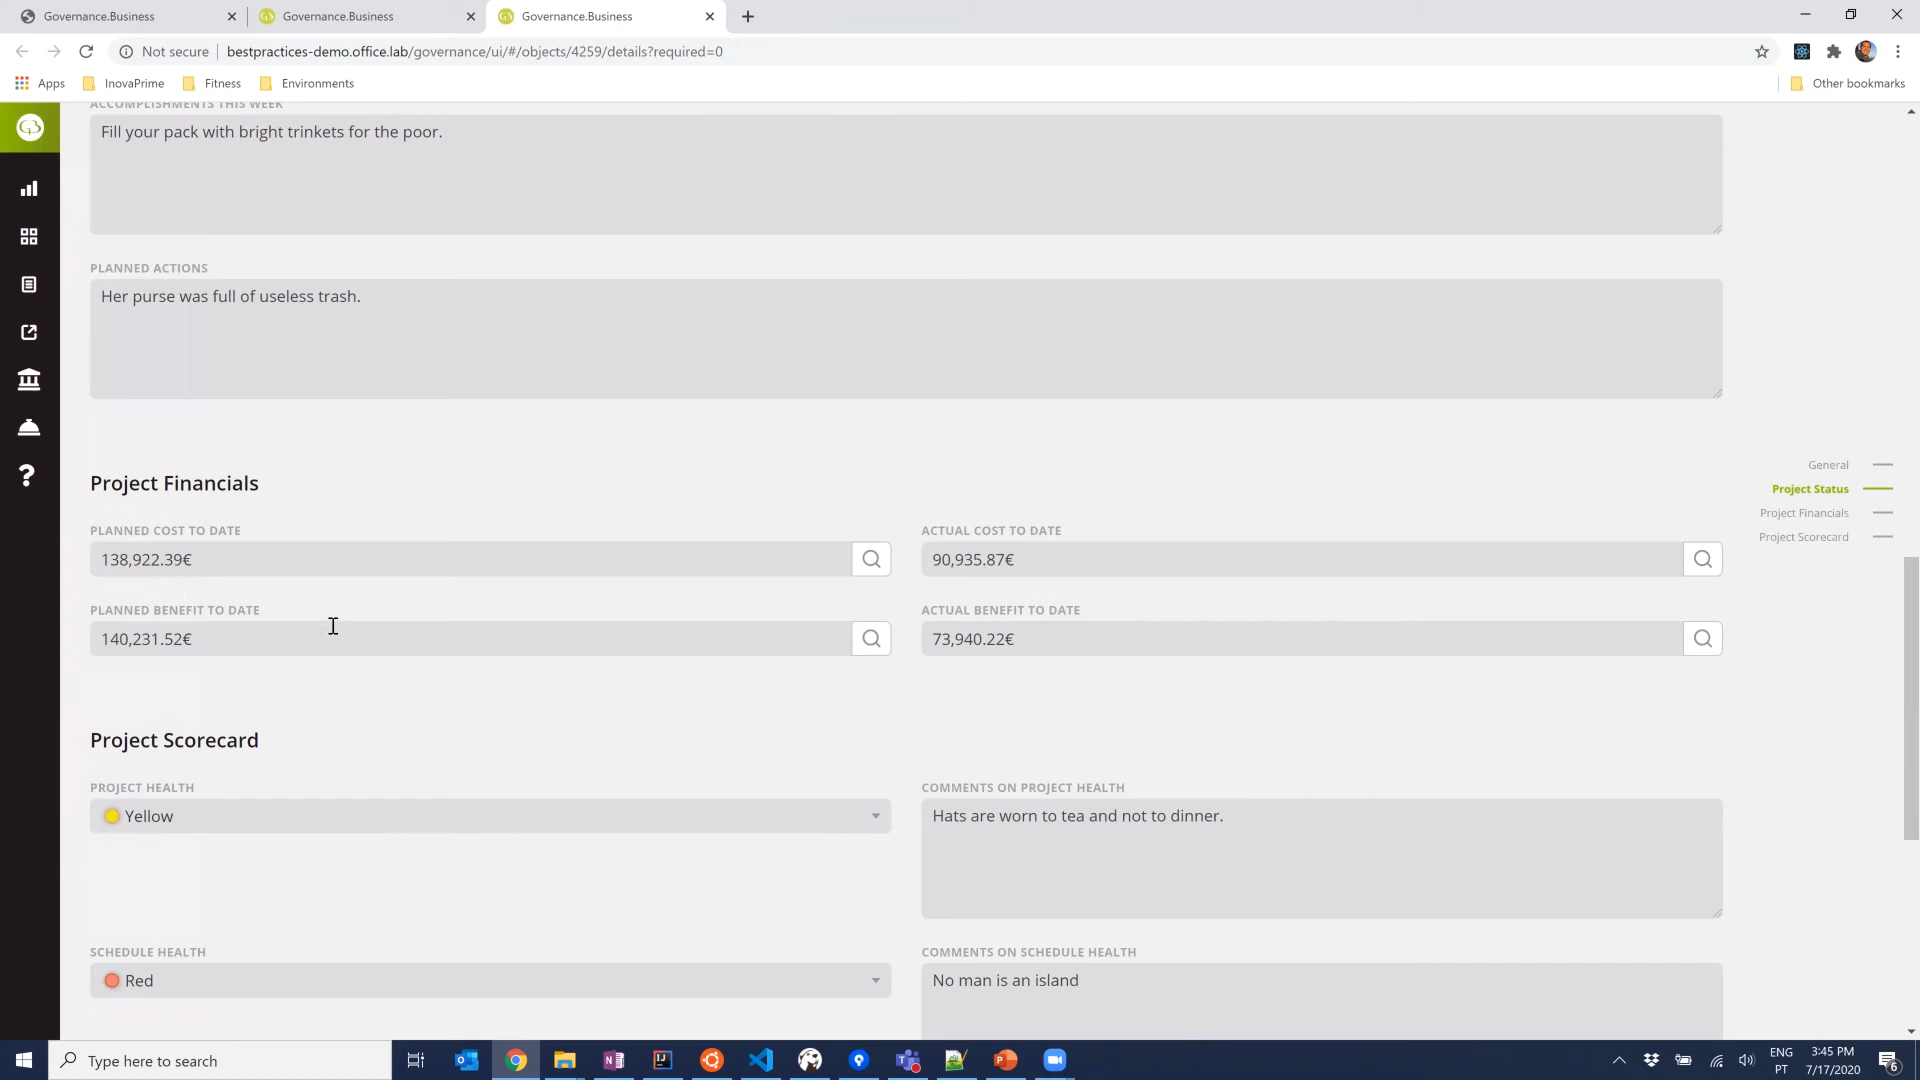 Governance.Business
Governance.Business
Governance.Business
Not secure
bestpractices-demo.office.lab/governance/ui/#/objects/4259/details?required=0
Apps
InovaPrime
Fitness
Environments
Other bookmarks
ACCOMPLISHMENTS THIS WEEK
Fill your pack with bright trinkets for the poor.
PLANNED ACTIONS
Her purse was full of useless trash.
General
Project Status
Project Financials
Project Scorecard
Project Financials
PLANNED COST TO DATE
138,922.39€
ACTUAL COST TO DATE
90,935.87€
PLANNED BENEFIT TO DATE
140,231.52€
ACTUAL BENEFIT TO DATE
73,940.22€
Project Scorecard
PROJECT HEALTH
Yellow
COMMENTS ON PROJECT HEALTH
Hats are worn to tea and not to dinner.
SCHEDULE HEALTH
Red
COMMENTS ON SCHEDULE HEALTH
No man is an island
Type here to search
ENG
PT
3:45 PM
7/17/2020
6